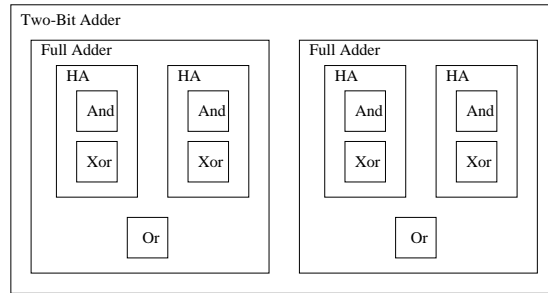 Two-Bit Adder
Full Adder
HA
And
Xor
HA
And
Xor
Or
Full Adder
HA
And
Xor
HA
And
Xor
Or